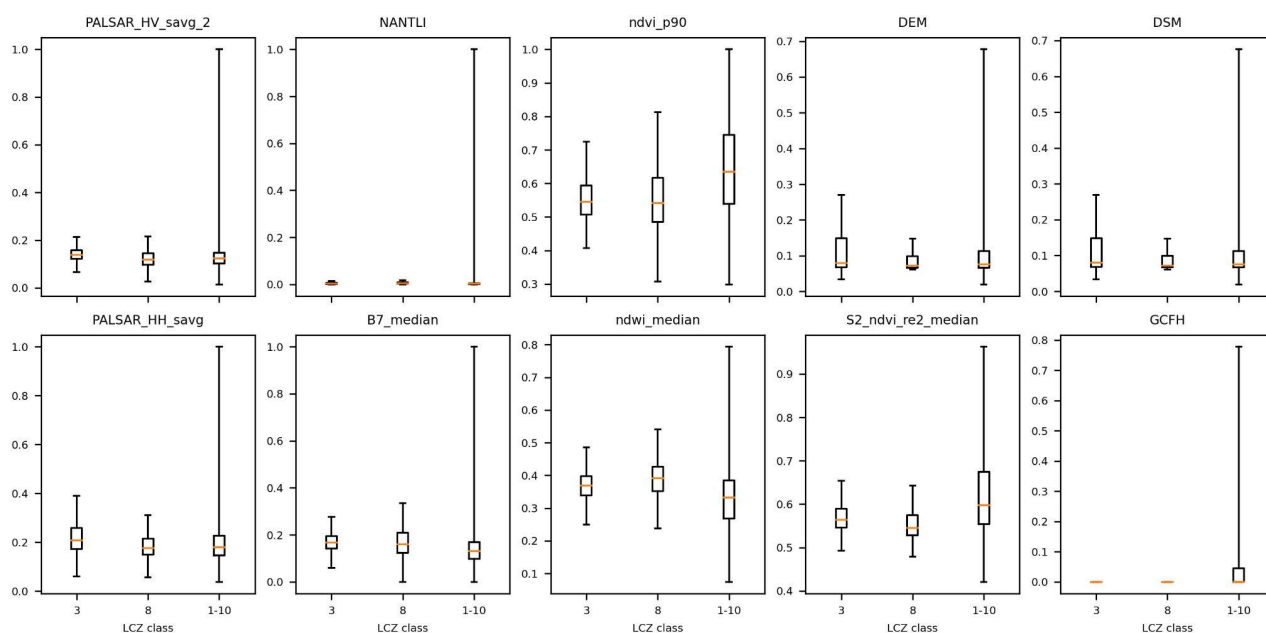 PALSAR_HV_savg_2 NANTLI ndvi_p90 DEM DSM
1.0 1.0 1.0 0.7 0.7
0.8 0.8 0.9 0.6 0.6
0.6 0.6 0.8 0.5 0.5
0.4 0.4 0.7 0.4 0.4
0.2 0.2 0.6 0.3 0.3
0.0 0.0 0.5 0.2 0.2
0.4 0.1 0.1
0.3 0.0 0.0
PALSAR_HH_savg B7_median ndwi_median S2_ndvi_re2_median GCFH
1.0 1.0 0.8 0.9 0.8
0.8 0.8 0.7 0.8 0.7
0.6 0.6 0.6 0.7 0.6
0.4 0.4 0.5 0.6 0.5
0.2 0.2 0.4 0.5 0.4
0.0 0.0 0.3 0.4 0.3
0.2 0.2
0.1 0.1
0.0
3 8 1-10 3 8 1-10 3 8 1-10 3 8 1-10 3 8 1-10
LCZ class LCZ class LCZ class LCZ class LCZ class